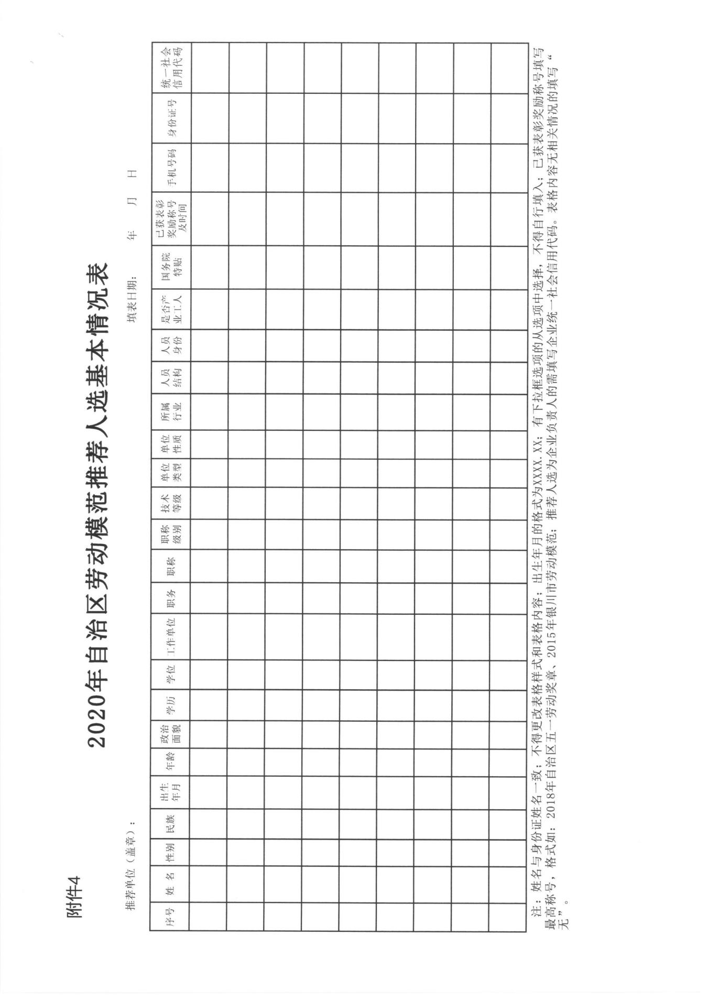 附件4
2020年自治区劳动模范推荐人选基本情况表
推荐单位（盖章）： 填表日期： 年 月 日
序号 姓 名 性别 民族 出生年月 年龄 政治面貌 学历 学位 工作单位 职务 职称 职称级别 技术等级 单位类型 单位性质 所属行业 人员结构 人员身份 是否产业工人 国务院特贴 已获表彰奖励称号及时间 手机号码 身份证号 统一社会信用代码
注：姓名与身份证姓名一致；不得更改表格样式和表格内容；出生年月的格式为XXXX.XX；有下拉框选项的从选项中选择，不得自行填入；已获表彰奖励称号填写
最高称号，格式如：2018年自治区五一劳动奖章、2015年银川市劳动模范；推荐人选为企业负责人的需填写企业统一社会信用代码。表格内容无相关情况的填写“
无”。